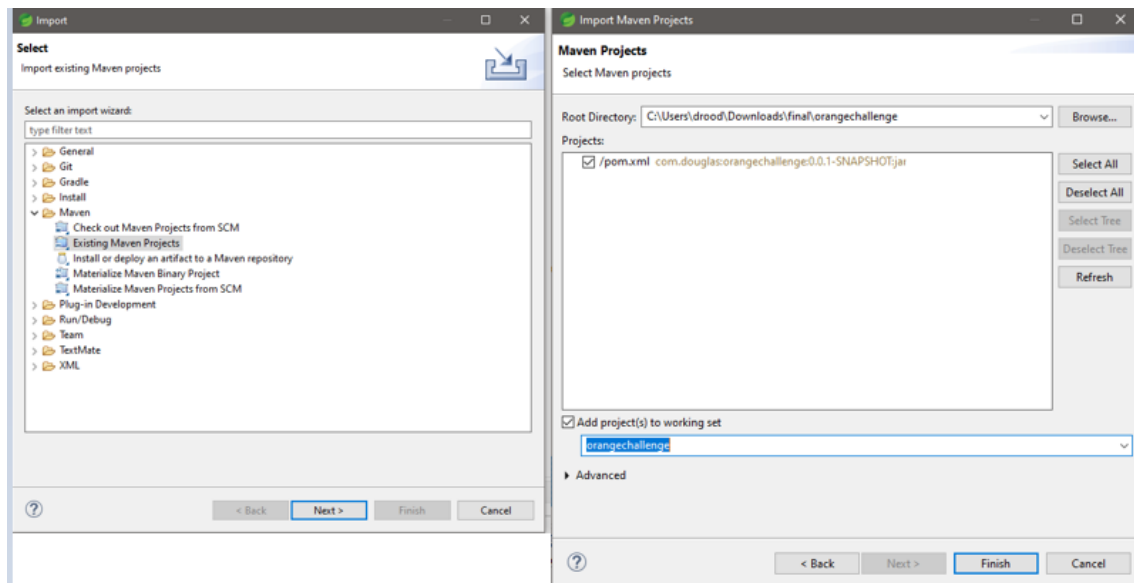 Import
Select
Import existing Maven projects
Select an import wizard:
type filter text
General
Git
Gradle
Install
Maven
Check out Maven Projects from SCM
Existing Maven Projects
Install or deploy an artifact to a Maven repository
Materialize Maven Binary Project
Materialize Maven Projects from SCM
Plug-in Development
Run/Debug
Team
TextMate
XML
< Back Next > Finish Cancel
Import Maven Projects
Maven Projects
Select Maven projects
Root Directory: C:\Users\drood\Downloads\final\orangechallenge Browse...
Projects:
/pom.xml com.douglas:orangechallenge:0.0.1-SNAPSHOT:jar
Select All
Deselect All
Select Tree
Deselect Tree
Refresh
Add project(s) to working set
orangechallenge
Advanced
< Back Next > Finish Cancel